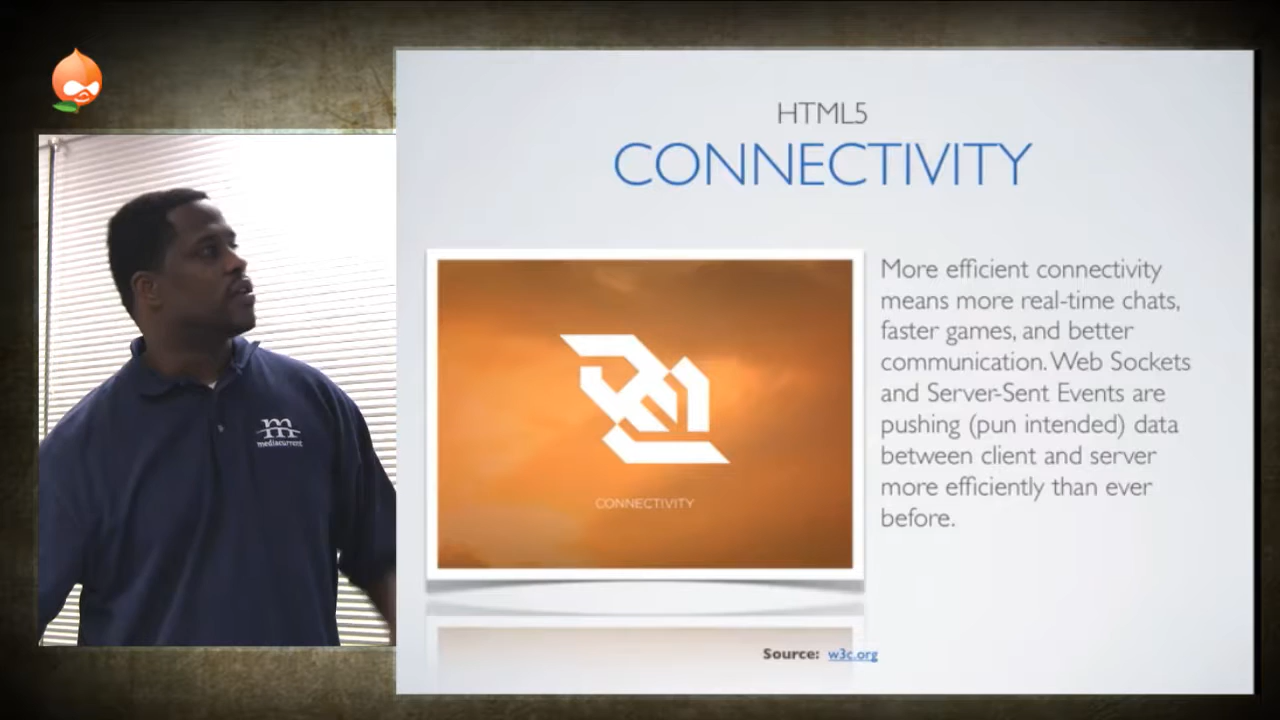 HTML5
CONNECTIVITY
mediacurrent
CONNECTIVITY
More efficient connectivity
means more real-time chats,
faster games, and better
communication. Web Sockets
and Server-Sent Events are
pushing (pun intended) data
between client and server
more efficiently than ever
before.
Source: w3c.org